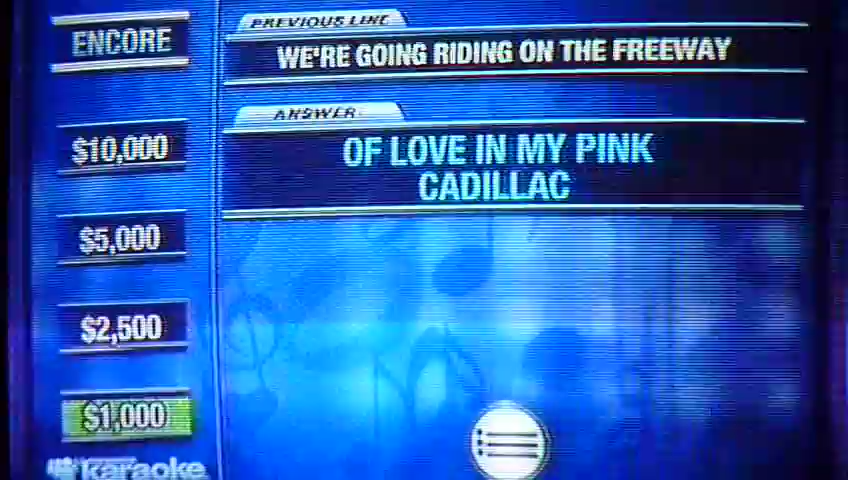 ENCORE
$10,000
$5,000
$2,500
$1,000
karaoke
PREVIOUS LINE
WE'RE GOING RIDING ON THE FREEWAY
ANSWER
OF LOVE IN MY PINK
CADILLAC